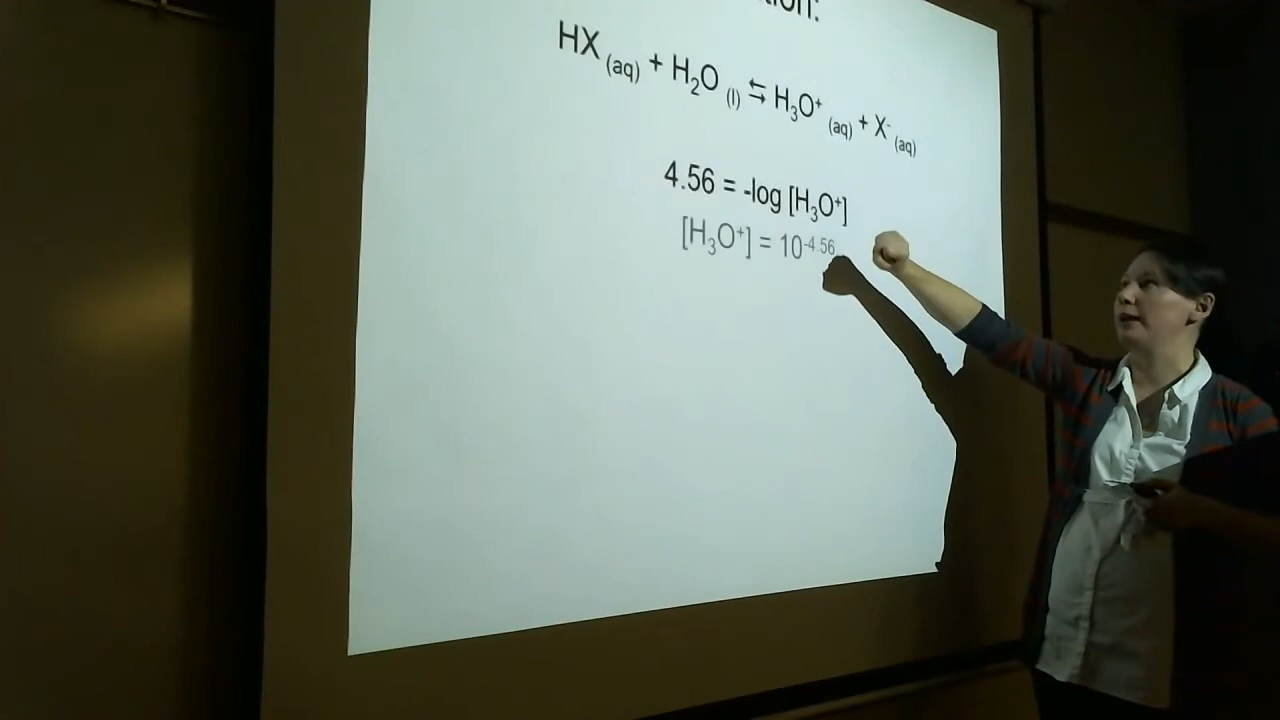 HX (aq) + H₂O (l) ⇆ H₃O⁺ (aq) + X⁻ (aq)
4.56 = -log [H₃O⁺]
[H₃O⁺] = 10⁻⁴·⁵⁶